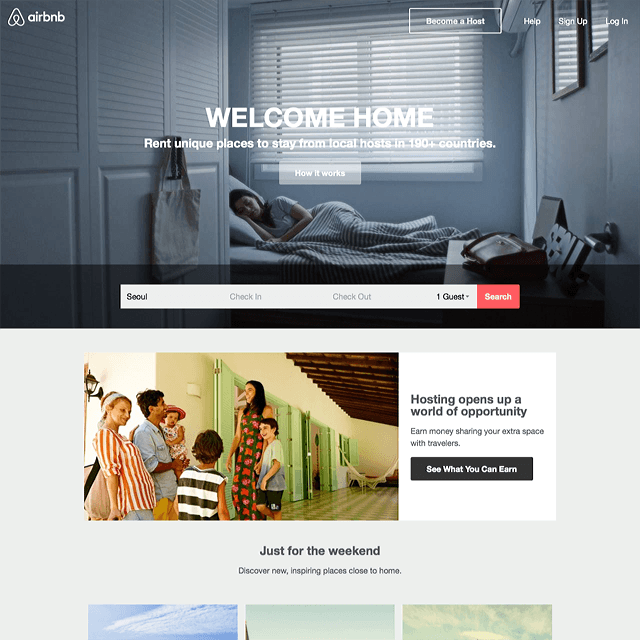 airbnb
Become a Host
Help
Sign Up
Log In
WELCOME HOME
Rent unique places to stay from local hosts in 190+ countries.
How it works
Seoul
Check In
Check Out
1 Guest
Search
Hosting opens up a
world of opportunity
Earn money sharing your extra space
with travelers.
See What You Can Earn
Just for the weekend
Discover new, inspiring places close to home.